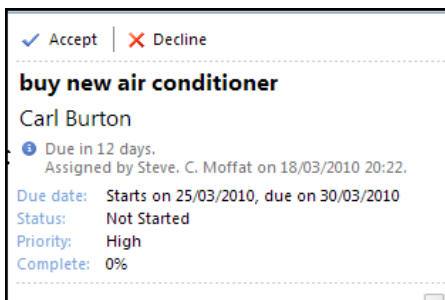 Accept Decline
buy new air conditioner
Carl Burton
Due in 12 days.
Assigned by Steve. C. Moffat on 18/03/2010 20:22.
Due date: Starts on 25/03/2010, due on 30/03/2010
Status: Not Started
Priority: High
Complete: 0%